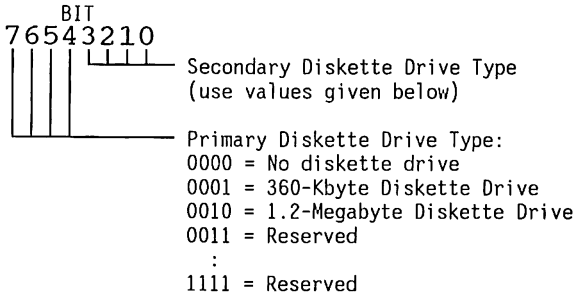 BIT
76543210
Secondary Diskette Drive Type
(use values given below)
Primary Diskette Drive Type:
0000 = No diskette drive
0001 = 360-Kbyte Diskette Drive
0010 = 1.2-Megabyte Diskette Drive
0011 = Reserved
:
1111 = Reserved